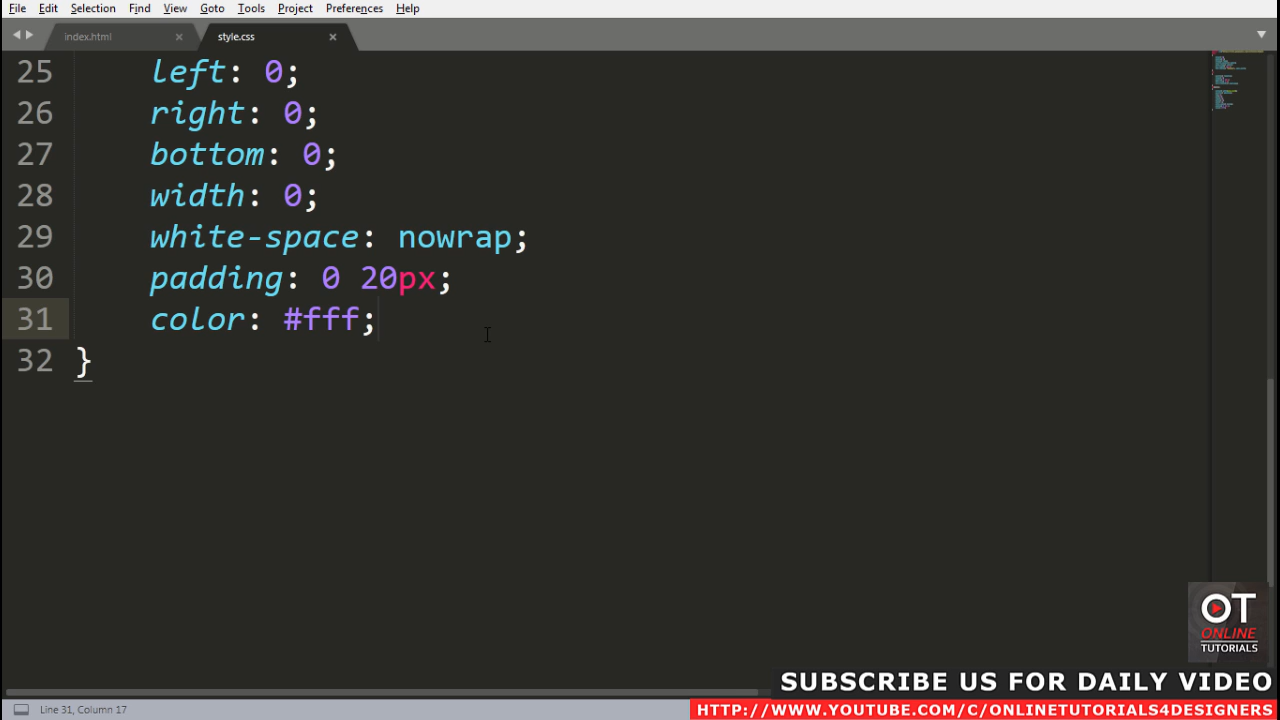 File Edit Selection Find View Goto Tools Project Preferences Help
index.html × style.css ×
25 left: 0;
26 right: 0;
27 bottom: 0;
28 width: 0;
29 white-space: nowrap;
30 padding: 0 20px;
31 color: #fff;
32 }
OT
ONLINE
TUTORIALS
SUBSCRIBE US FOR DAILY VIDEO
Line 31, Column 17
HTTP://WWW.YOUTUBE.COM/C/ONLINETUTORIALS4DESIGNERS